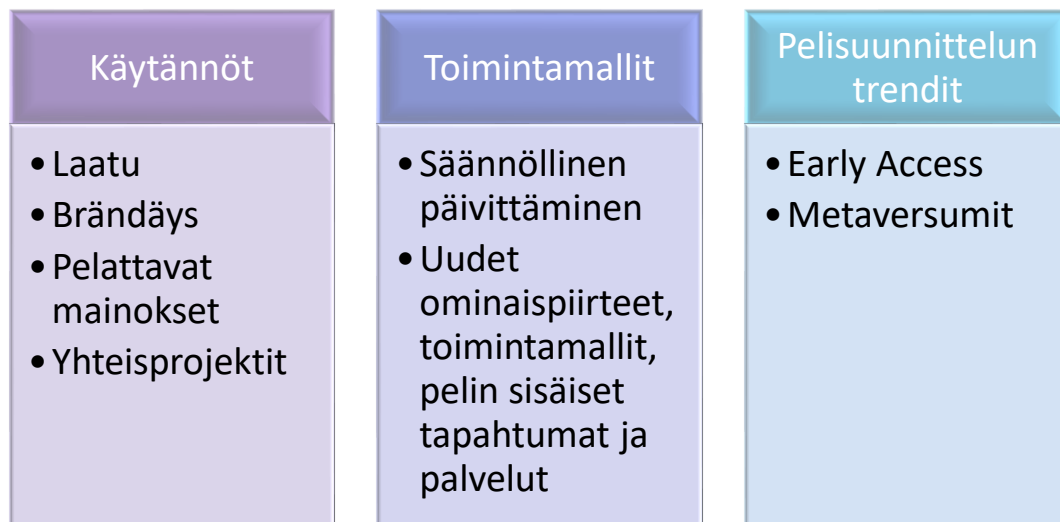 Käytännöt
• Laatu
• Brändäys
• Pelattavat
mainokset
• Yhteisprojektit
Toimintamallit
• Säännöllinen
päivittäminen
• Uudet
ominaispiirteet,
toimintamallit,
pelin sisäiset
tapahtumat ja
palvelut
Pelisuunnittelun
trendit
• Early Access
• Metaversumit